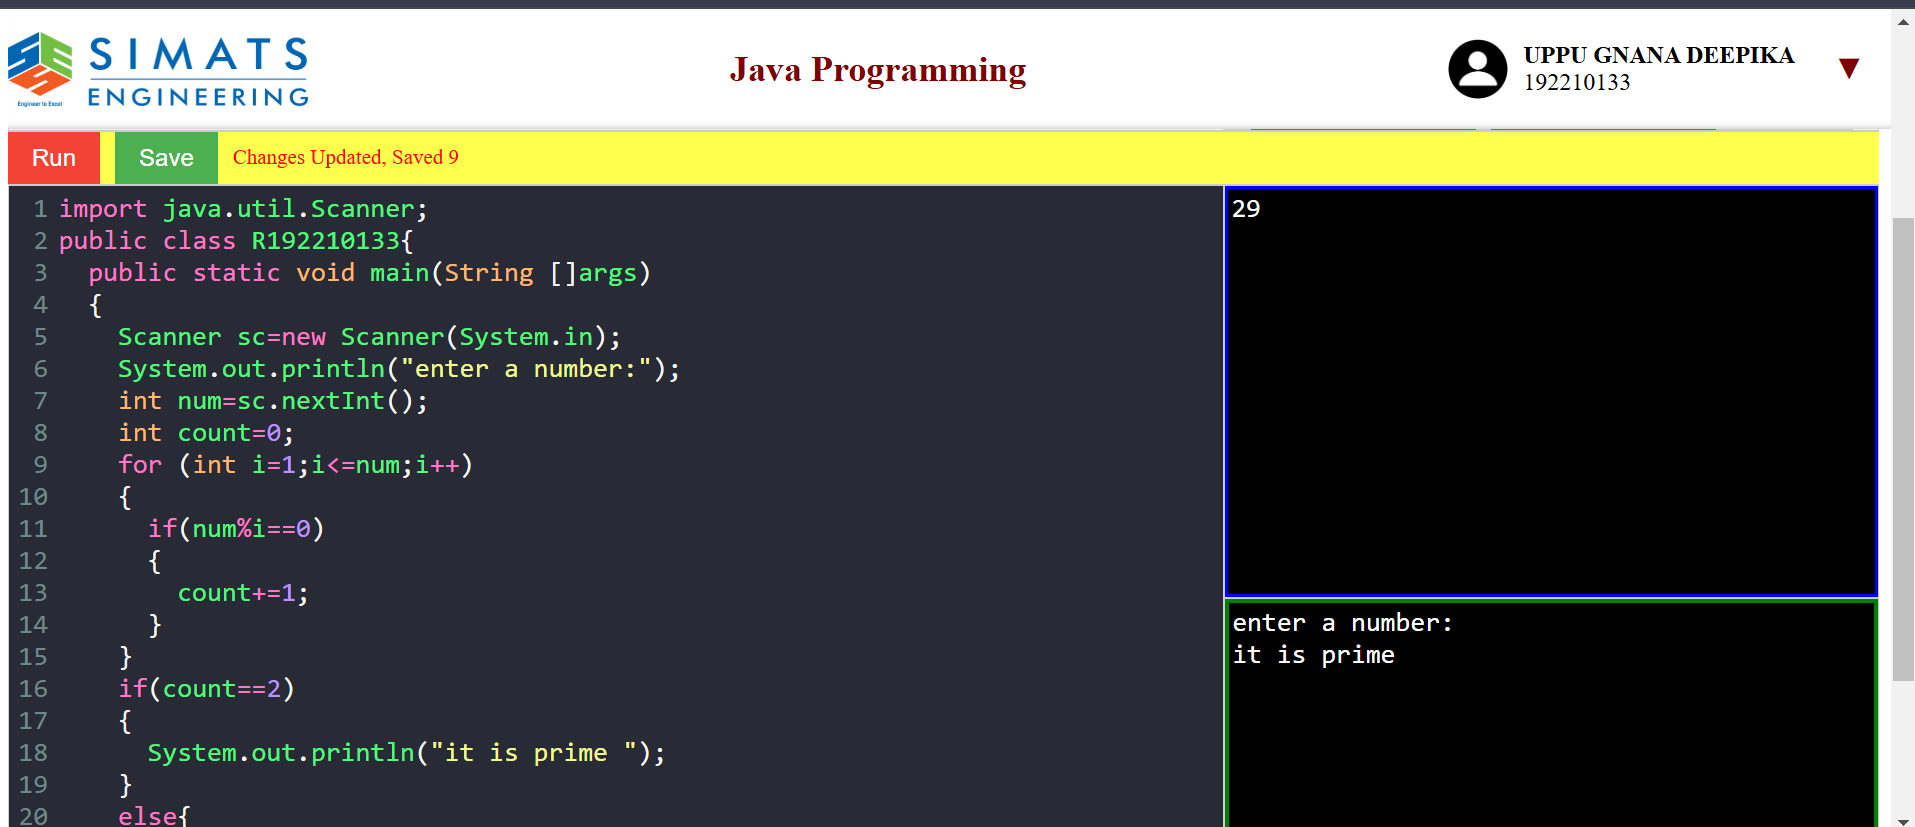 SIMATS
ENGINEERING
Engineer to Excel
Java Programming
UPPU GNANA DEEPIKA
192210133
Run
Save
Changes Updated, Saved 9
1 import java.util.Scanner;
2 public class R192210133{
3   public static void main(String []args)
4   {
5     Scanner sc=new Scanner(System.in);
6     System.out.println("enter a number:");
7     int num=sc.nextInt();
8     int count=0;
9     for (int i=1;i<=num;i++)
10     {
11       if(num%i==0)
12       {
13         count+=1;
14       }
15     }
16     if(count==2)
17     {
18       System.out.println("it is prime ");
19     }
20     else{
29
enter a number:
it is prime